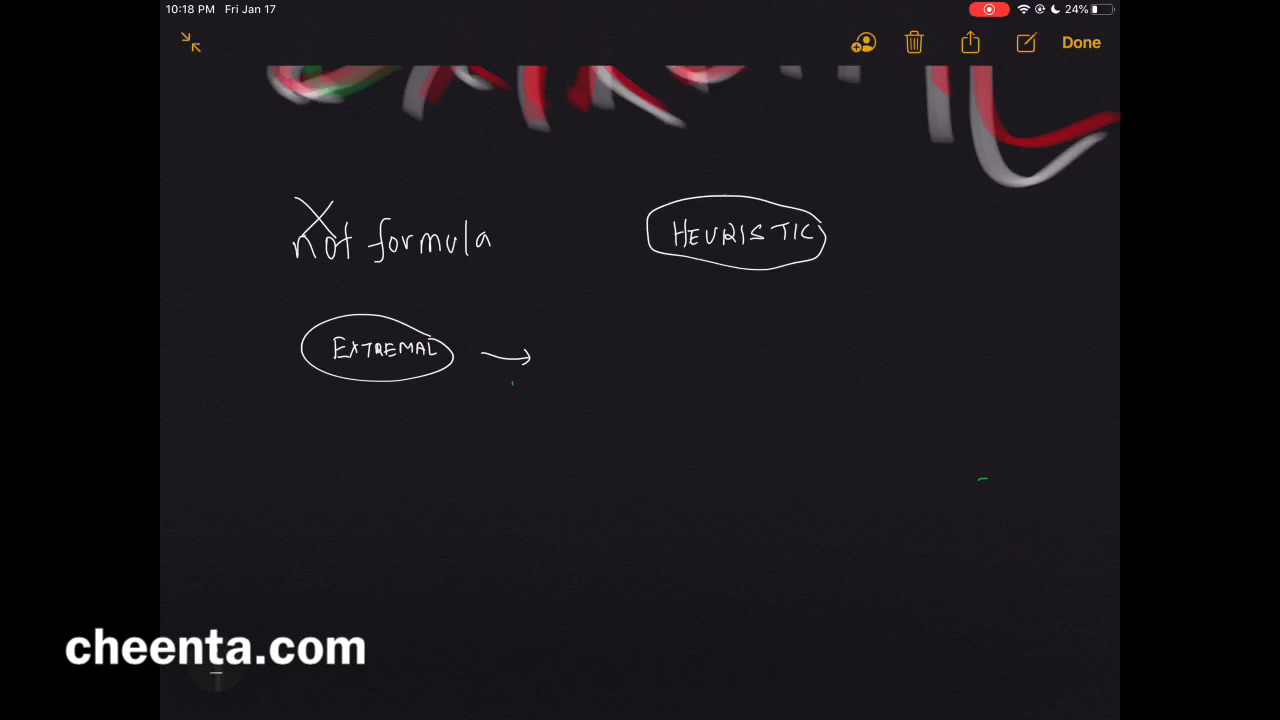 10:18 PM Fri Jan 17 24%
Done
not formula
HEURISTIC
EXTREMAL →
cheenta.com